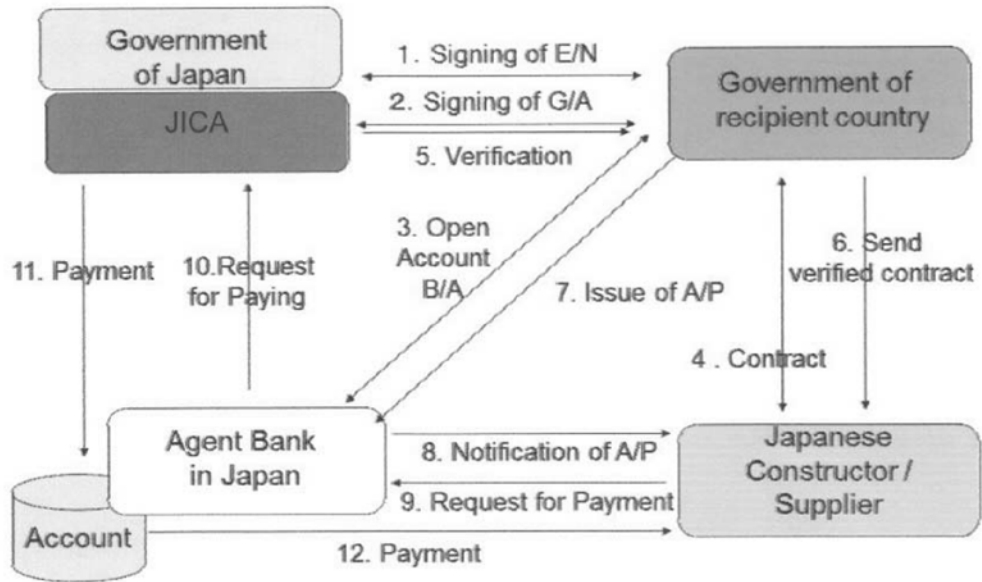 Government
of Japan
JICA
1. Signing of E/N
2. Signing of G/A
5. Verification
Government of
recipient country
3. Open
Account
B/A
7. Issue of A/P
6. Send
verified contract
4 . Contract
11. Payment
10.Request
for Paying
Agent Bank
in Japan
8. Notification of A/P
9. Request for Payment
Japanese
Constructor /
Supplier
Account
12. Payment